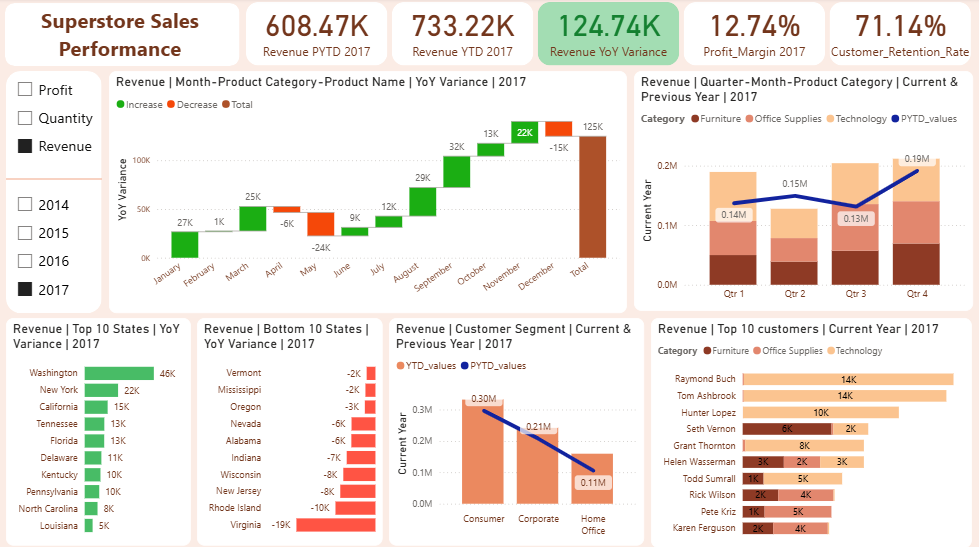 Superstore Sales
Performance
608.47K
Revenue PYTD 2017
733.22K
Revenue YTD 2017
124.74K
Revenue YoY Variance
12.74%
Profit_Margin 2017
71.14%
Customer_Retention_Rate
Profit
Quantity
Revenue
2014
2015
2016
2017
Revenue | Month-Product Category-Product Name | YoY Variance | 2017
Increase Decrease Total
YoY Variance
100K
50K
0K
27K
1K
25K
-6K
-24K
9K
12K
29K
32K
13K
22K
-15K
125K
January
February
March
April
May
June
July
August
September
October
November
December
Total
Revenue | Quarter-Month-Product Category | Current &
Previous Year | 2017
Category Furniture Office Supplies Technology PYTD_values
Current Year
0.2M
0.1M
0.0M
0.14M
0.15M
0.13M
0.19M
Qtr 1
Qtr 2
Qtr 3
Qtr 4
Revenue | Top 10 States | YoY
Variance | 2017
Washington 46K
New York 22K
California 15K
Tennessee 13K
Florida 13K
Delaware 11K
Kentucky 10K
Pennsylvania 10K
North Carolina 8K
Louisiana 5K
Revenue | Bottom 10 States |
YoY Variance | 2017
Vermont -2K
Mississippi -2K
Oregon -3K
Nevada -6K
Alabama -6K
Indiana -7K
Wisconsin -8K
New Jersey -8K
Rhode Island -10K
Virginia -19K
Revenue | Customer Segment | Current &
Previous Year | 2017
YTD_values PYTD_values
Current Year
0.3M
0.2M
0.1M
0.0M
0.30M
0.21M
0.11M
Consumer
Corporate
Home
Office
Revenue | Top 10 customers | Current Year | 2017
Category Furniture Office Supplies Technology
Raymond Buch 14K
Tom Ashbrook 14K
Hunter Lopez 10K
Seth Vernon 6K 2K
Grant Thornton 8K
Helen Wasserman 3K 2K 3K
Todd Sumrall 1K 5K
Rick Wilson 2K 4K
Pete Kriz 1K 5K
Karen Ferguson 2K 4K